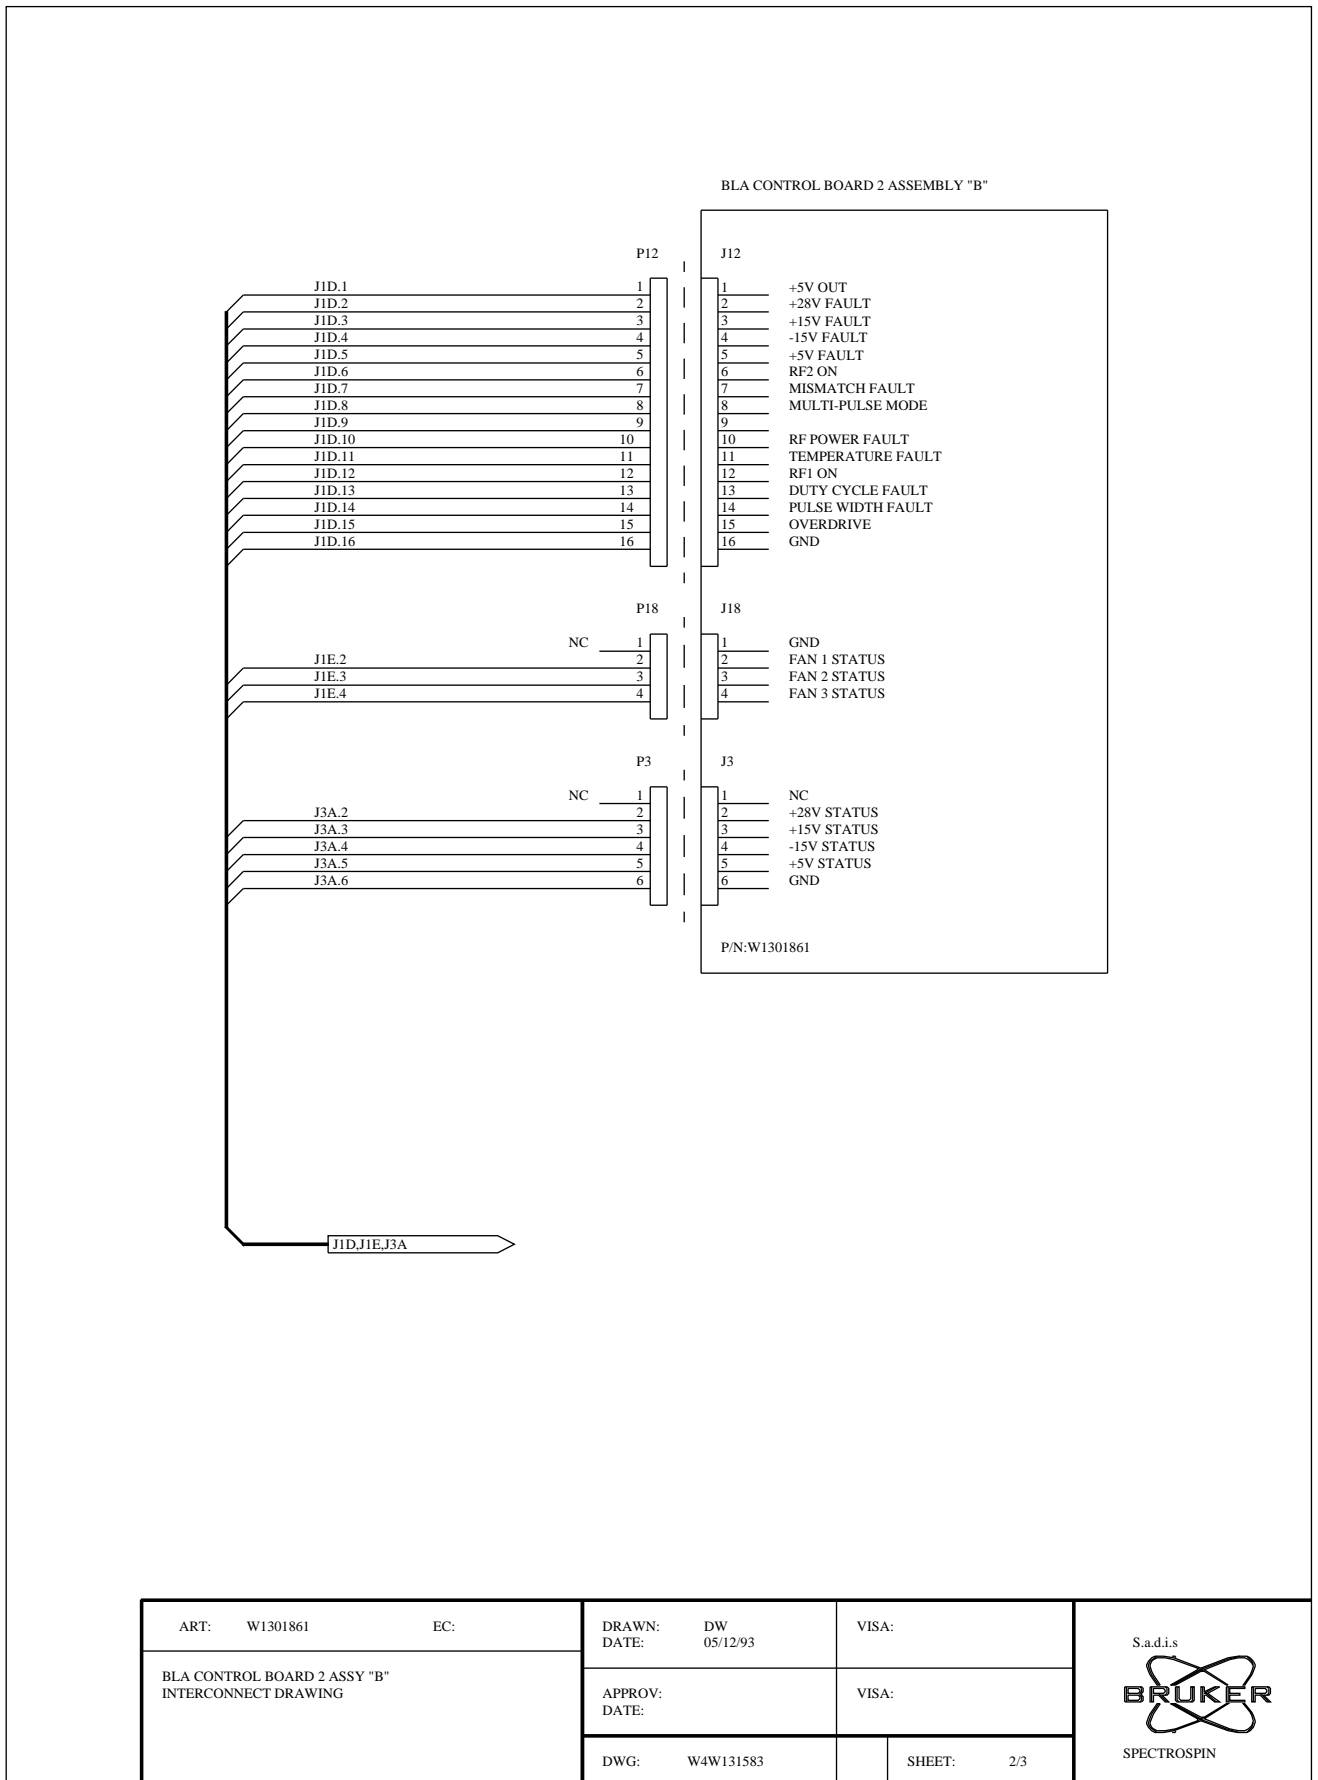 BLA CONTROL BOARD 2 ASSEMBLY "B"
P12 J12
J1D.1 1 1 +5V OUT
J1D.2 2 2 +28V FAULT
J1D.3 3 3 +15V FAULT
J1D.4 4 4 -15V FAULT
J1D.5 5 5 +5V FAULT
J1D.6 6 6 RF2 ON
J1D.7 7 7 MISMATCH FAULT
J1D.8 8 8 MULTI-PULSE MODE
J1D.9 9 9
J1D.10 10 10 RF POWER FAULT
J1D.11 11 11 TEMPERATURE FAULT
J1D.12 12 12 RF1 ON
J1D.13 13 13 DUTY CYCLE FAULT
J1D.14 14 14 PULSE WIDTH FAULT
J1D.15 15 15 OVERDRIVE
J1D.16 16 16 GND
P18 J18
NC 1 1 GND
J1E.2 2 2 FAN 1 STATUS
J1E.3 3 3 FAN 2 STATUS
J1E.4 4 4 FAN 3 STATUS
P3 J3
NC 1 1 NC
J3A.2 2 2 +28V STATUS
J3A.3 3 3 +15V STATUS
J3A.4 4 4 -15V STATUS
J3A.5 5 5 +5V STATUS
J3A.6 6 6 GND
P/N:W1301861
J1D,J1E,J3A
ART: W1301861 EC:
BLA CONTROL BOARD 2 ASSY "B"
INTERCONNECT DRAWING
DRAWN: DW VISA:
DATE: 05/12/93
APPROV: VISA:
DATE:
DWG: W4W131583 SHEET: 2/3
S.a.d.i.s
BRUKER
SPECTROSPIN